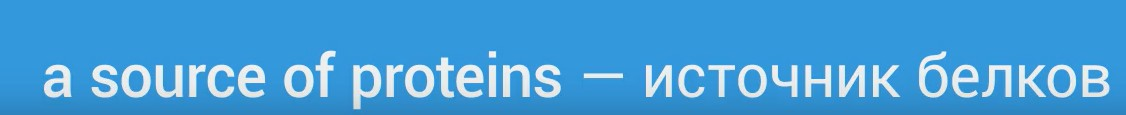 a source of proteins — источник белков